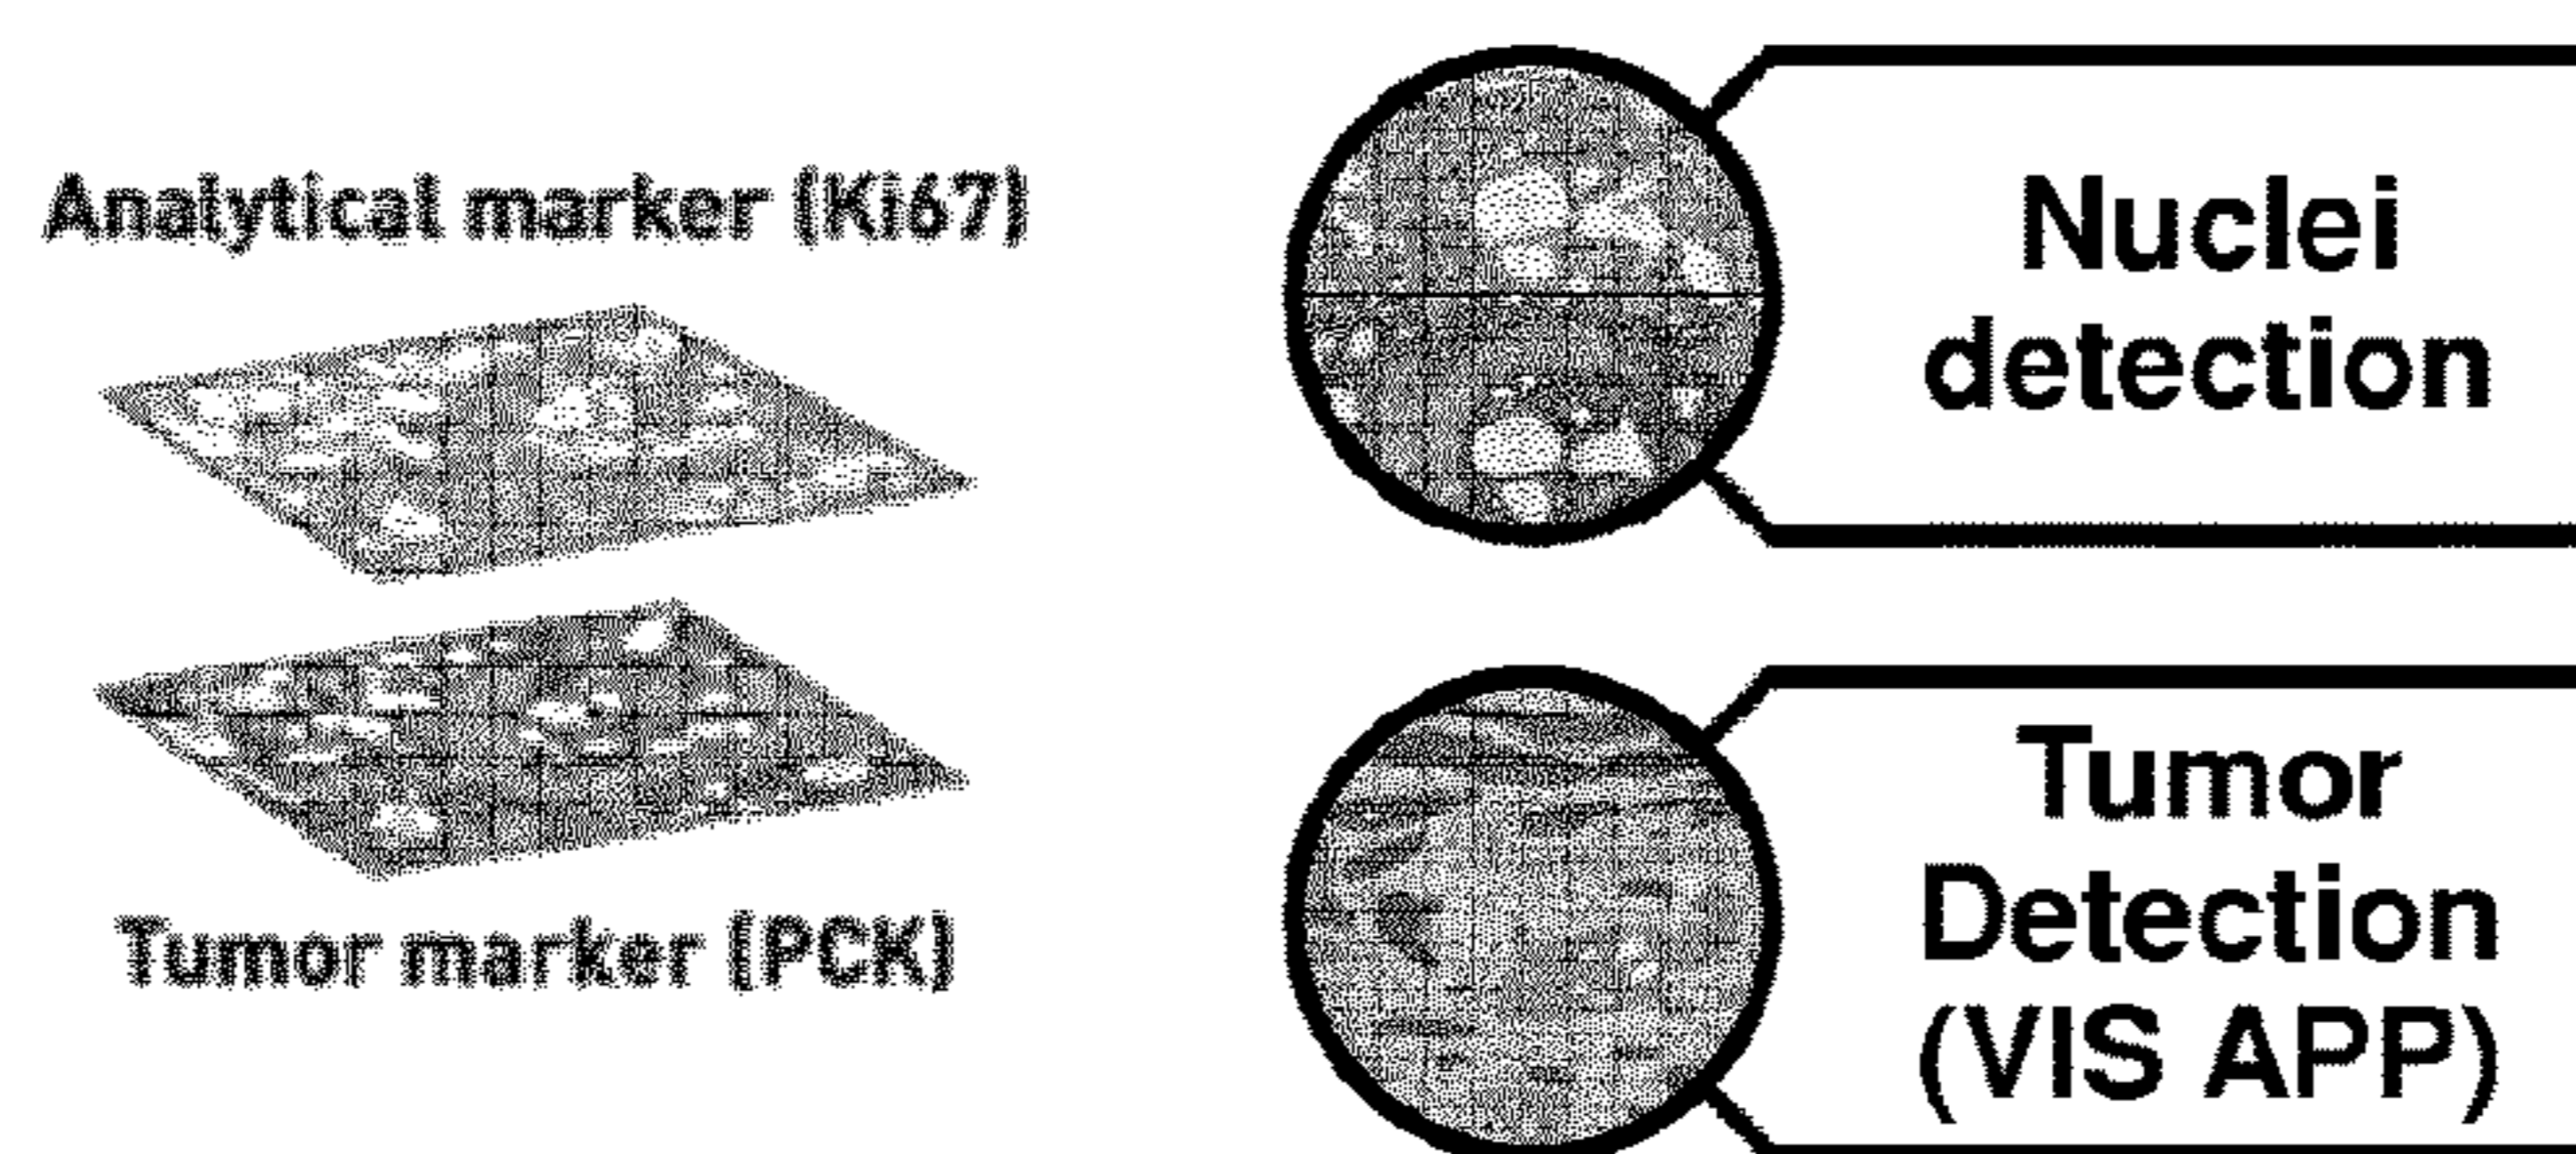 Analytical marker (Ki67)
Tumor marker (PCK)
Nuclei
detection
Tumor
Detection
(VIS APP)